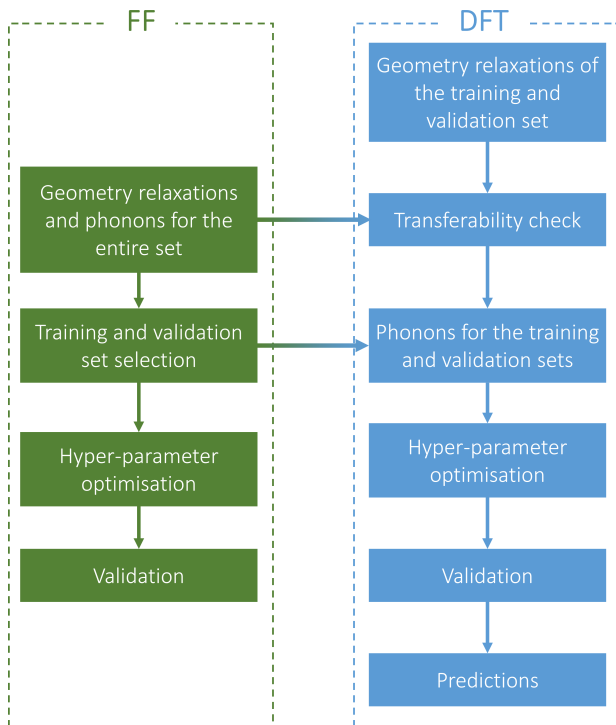 FF
Geometry relaxations
and phonons for the
entire set
Training and validation
set selection
Hyper-parameter
optimisation
Validation
DFT
Geometry relaxations of
the training and
validation set
Transferability check
Phonons for the training
and validation sets
Hyper-parameter
optimisation
Validation
Predictions